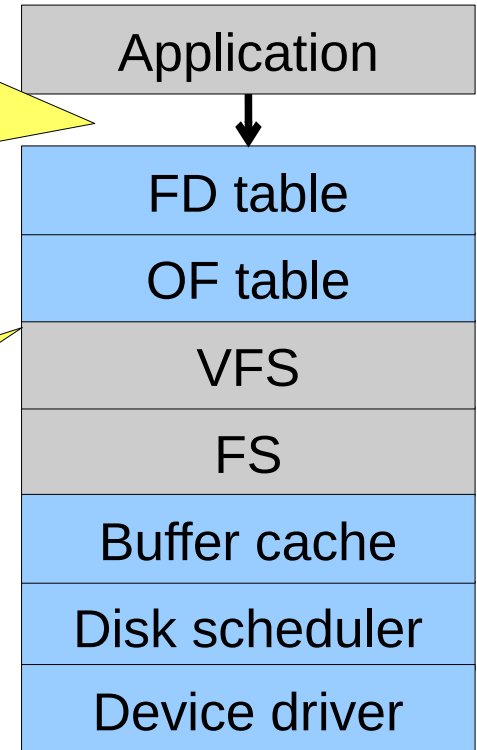 Application
FD table
OF table
VFS
FS
Buffer cache
Disk scheduler
Device driver